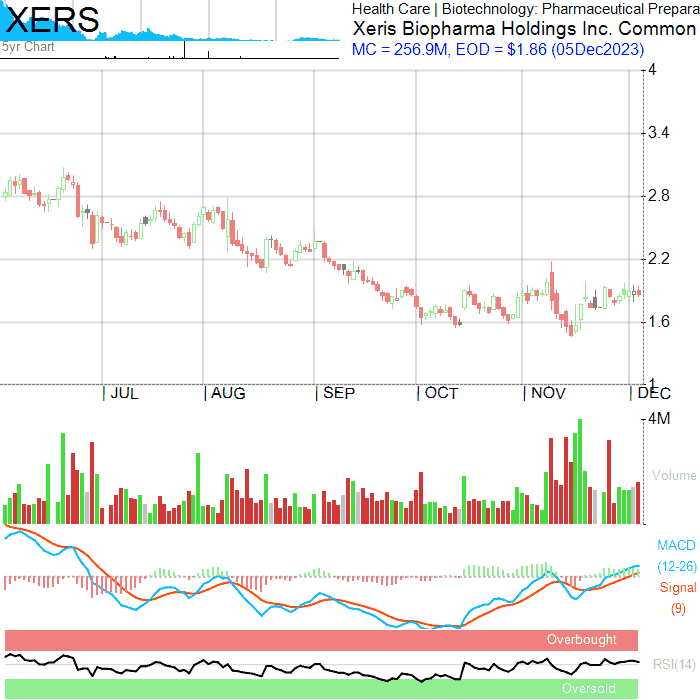 XERS
5yr Chart
Health Care | Biotechnology: Pharmaceutical Prepara
Xeris Biopharma Holdings Inc. Common
MC = 256.9M, EOD = $1.86 (05Dec2023)
4
3.4
2.8
2.2
1.6
1
| JUL | AUG | SEP | OCT | NOV | DEC
4M
Volume
MACD
(12-26)
Signal
(9)
Overbought
RSI(14)
Oversold